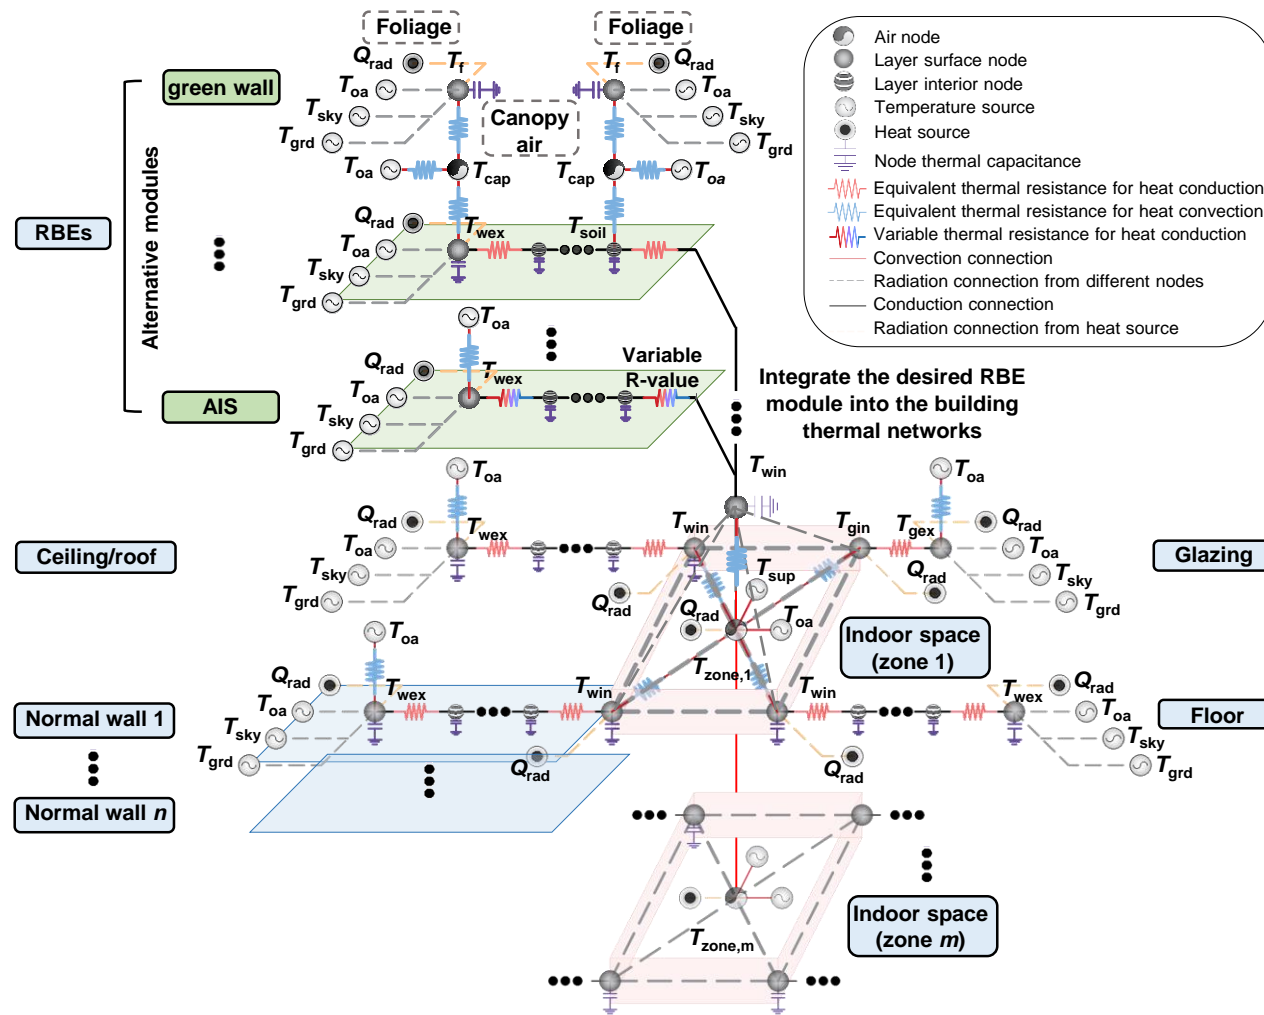 Foliage
Foliage
Qrad
Tf
Tf
Qrad
green wall
Toa
Toa
Tsky
Canopy
air
Tsky
Tgrd
Tgrd
Toa
Tcap
Tcap
Toa
Alternative modules
RBEs
Qrad
Twex
Tsoil
Toa
Tsky
Tgrd
Toa
Qrad
Twex
Variable
R-value
Toa
AIS
Tsky
Tgrd
Air node
Layer surface node
Layer interior node
Temperature source
Heat source
Node thermal capacitance
Equivalent thermal resistance for heat conduction
Equivalent thermal resistance for heat convection
Variable thermal resistance for heat conduction
Convection connection
Radiation connection from different nodes
Conduction connection
Radiation connection from heat source
Integrate the desired RBE
module into the building
thermal networks
Twin
Toa
Toa
Qrad
Twex
Twin
Tgin
Tgex
Qrad
Ceiling/roof
Toa
Toa
Glazing
Tsky
Tsup
Tsky
Tgrd
Qrad
Qrad
Qrad
Tgrd
Toa
Toa
Indoor space
(zone 1)
Tzone,1
Qrad
Twex
Twin
Twin
Twex
Qrad
Normal wall 1
Toa
Toa
Floor
Tsky
Tsky
Tgrd
Qrad
Qrad
Tgrd
Normal wall n
Indoor space
(zone m)
Tzone,m